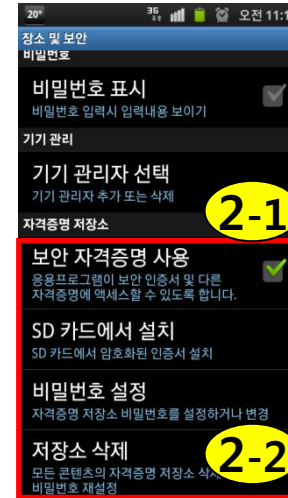 20° 3G 오전 11:1
장소 및 보안
비밀번호
비밀번호 표시
비밀번호 입력시 입력내용 보이기
기기 관리
기기 관리자 선택
기기 관리자 추가 또는 삭제
2-1
자격증명 저장소
보안 자격증명 사용
응용프로그램이 보안 인증서 및 다른
자격증명에 액세스할 수 있도록 합니다.
SD 카드에서 설치
SD 카드에서 암호화된 인증서 설치
비밀번호 설정
자격증명 저장소 비밀번호를 설정하거나 변경
저장소 삭제
2-2
모든 콘텐츠의 자격증명 저장소
비밀번호 재설정